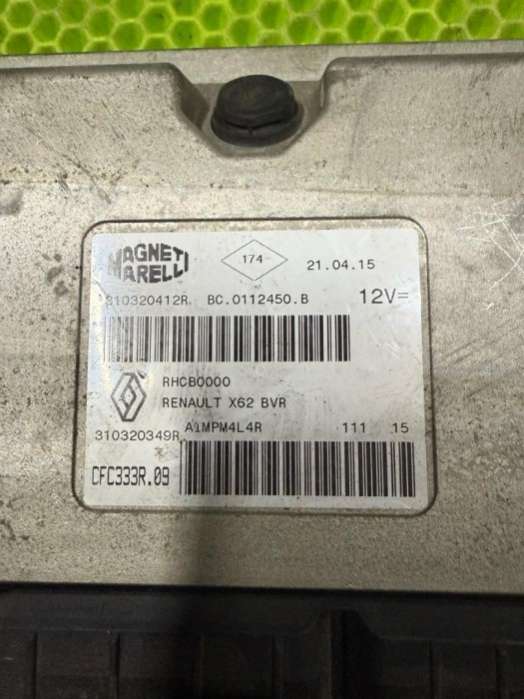 MAGNETI MARELLI
174
21.04.15
310320412R BC.0112450.B 12V=
RHCB0000
RENAULT X62 BVR
310320349R A1MPM4L4R 111 15
CFC333R.09